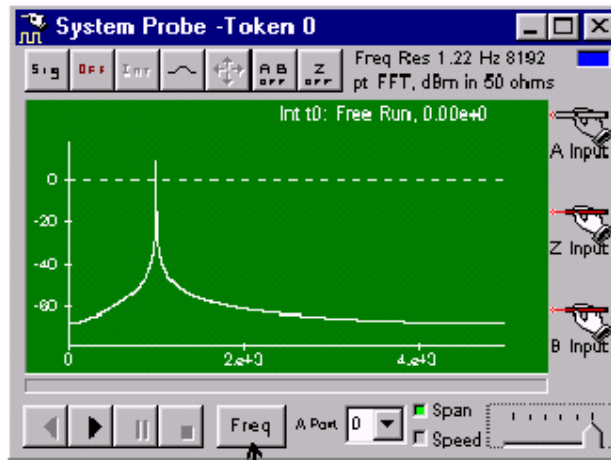 System Probe -Token 0
Sig
OFF
Int
A B OFF
Z OFF
Freq Res 1.22 Hz 8192
pt FFT, dBm in 50 ohms
Int t0: Free Run, 0.00e+0
A Input
Z Input
B Input
0
-20
-40
-60
0
2.e+3
4.e+3
Freq
A Port
0
Span
Speed